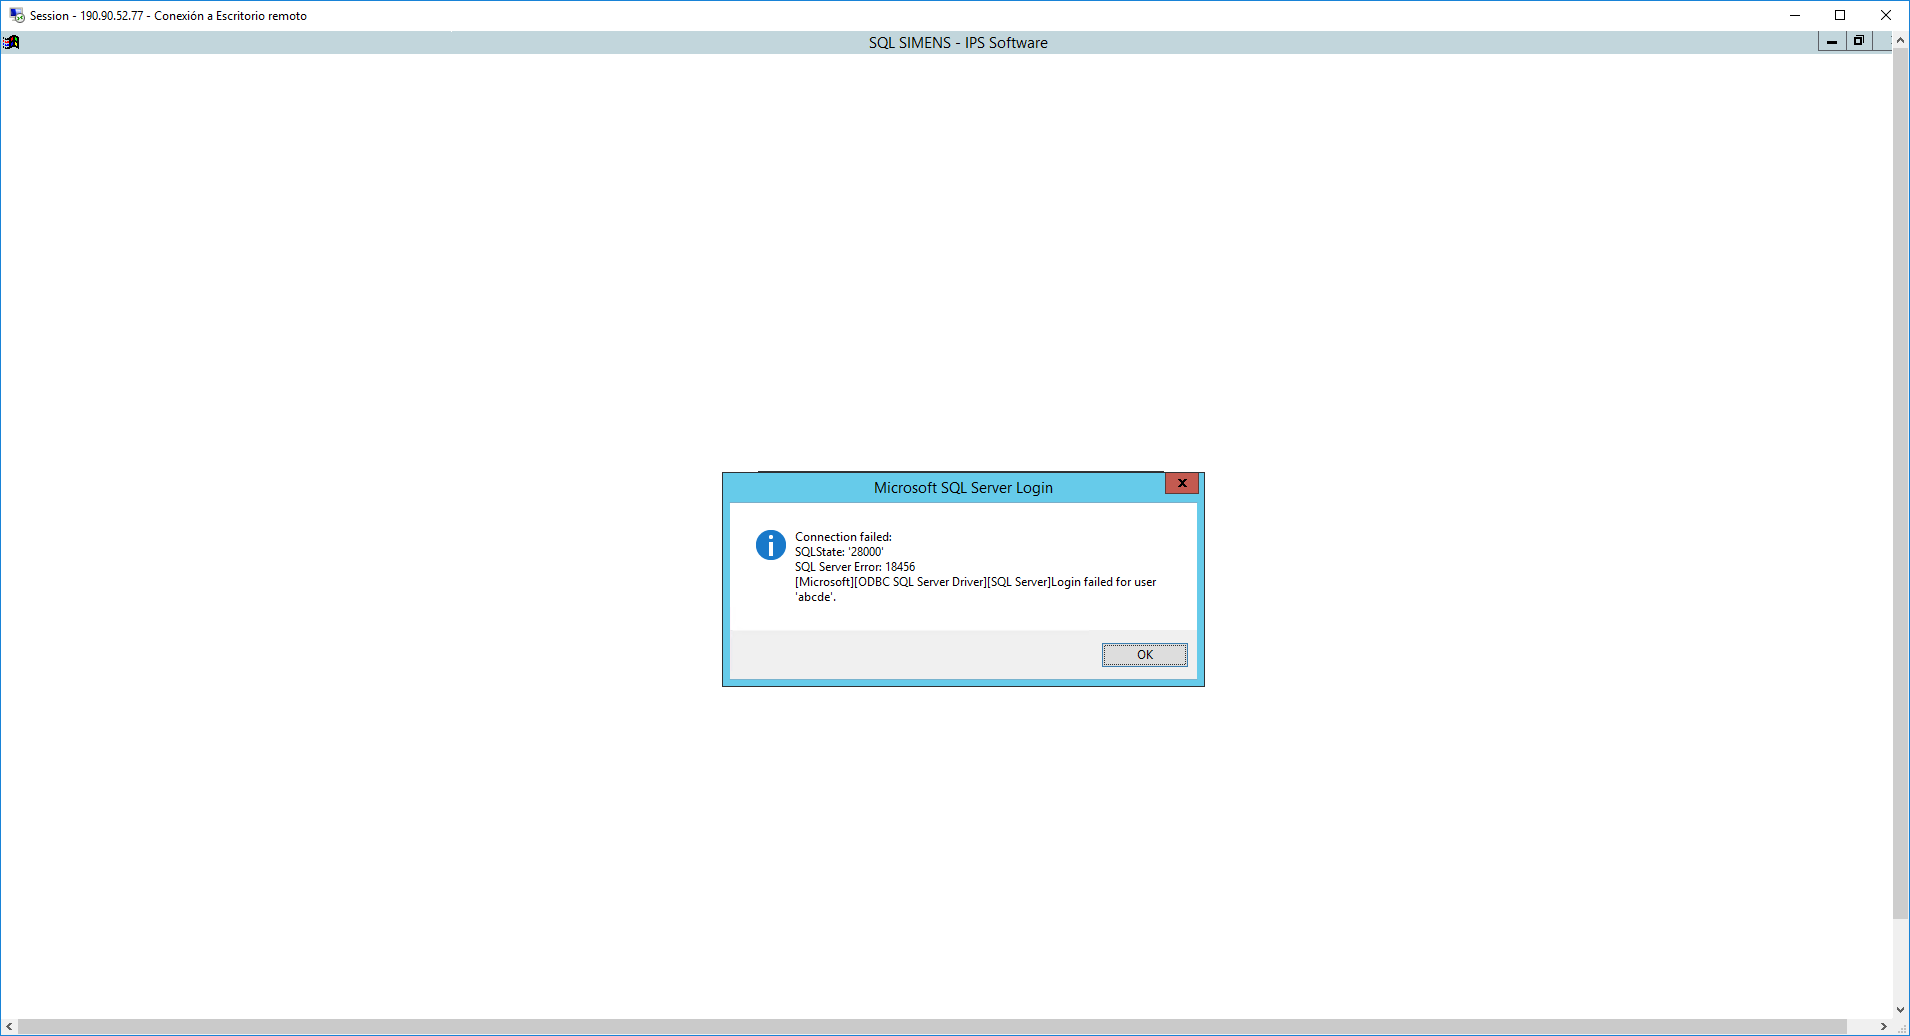 Session - 190.90.52.77 - Conexión a Escritorio remoto
SQL SIMENS - IPS Software
Microsoft SQL Server Login
Connection failed:
SQLState: '28000'
SQL Server Error: 18456
[Microsoft][ODBC SQL Server Driver][SQL Server]Login failed for user
'abcde'.
OK